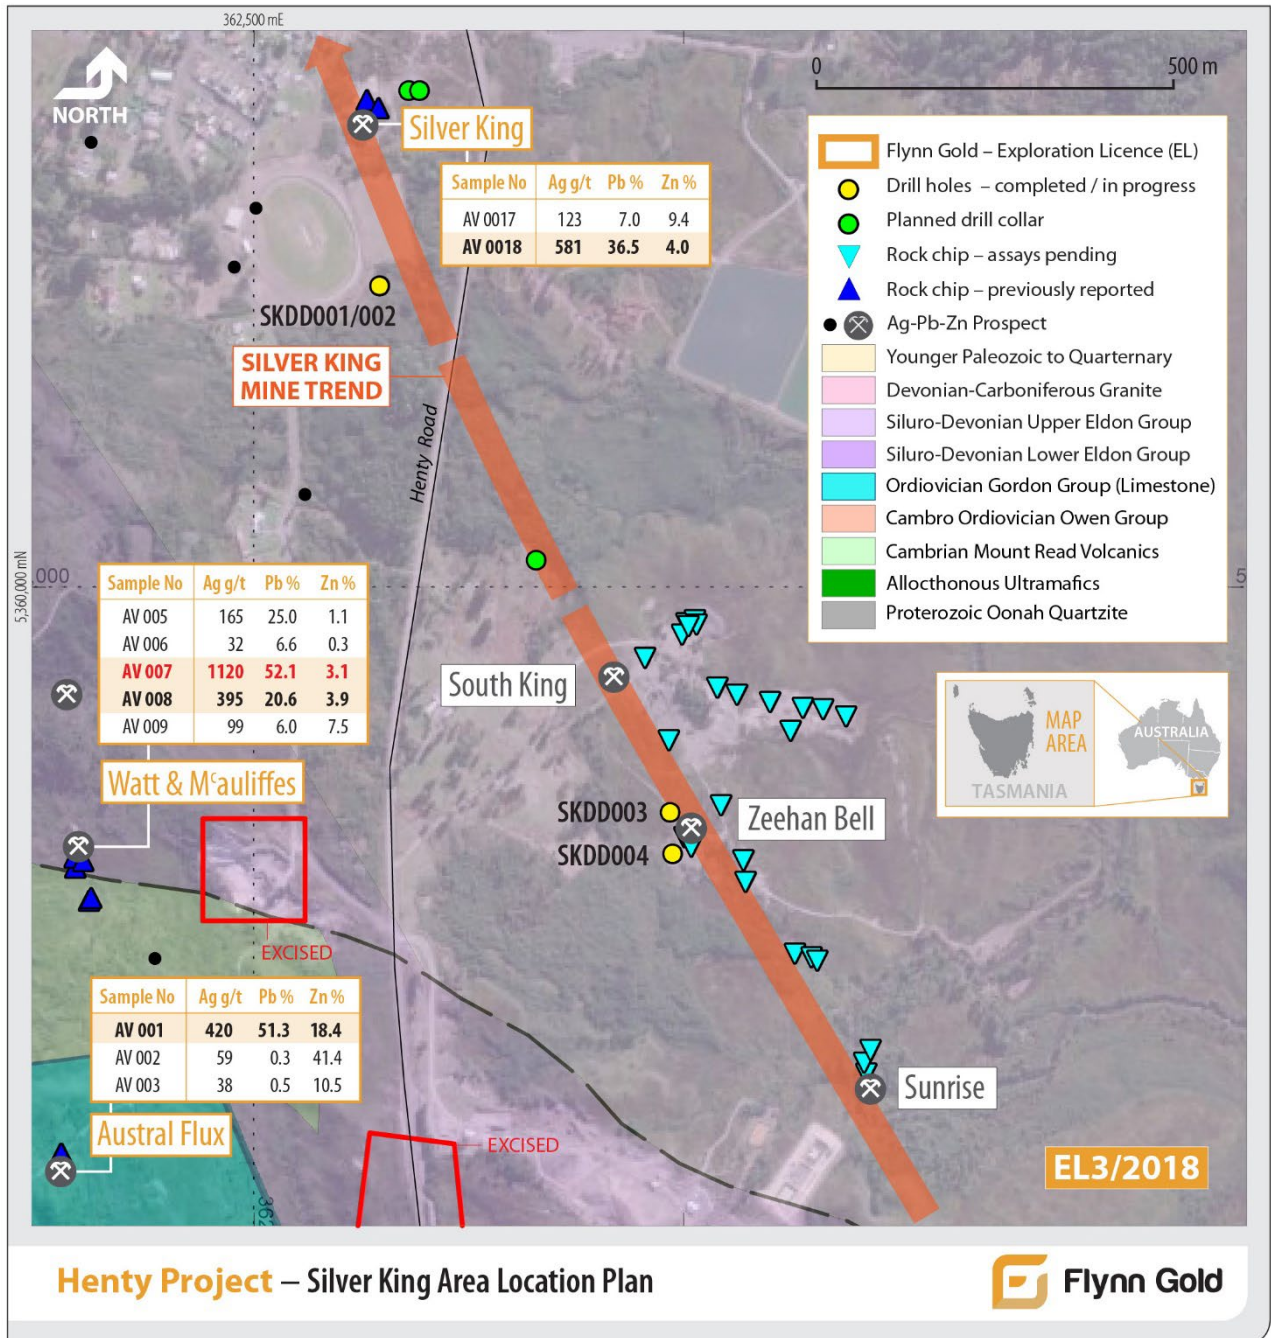 362,500 mE
NORTH
0 500 m
Silver King
Sample No Ag g/t Pb % Zn %
AV 0017 123 7.0 9.4
AV 0018 581 36.5 4.0
Flynn Gold – Exploration Licence (EL)
Drill holes – completed / in progress
Planned drill collar
Rock chip – assays pending
Rock chip – previously reported
Ag-Pb-Zn Prospect
Younger Paleozoic to Quarternary
Devonian-Carboniferous Granite
Siluro-Devonian Upper Eldon Group
Siluro-Devonian Lower Eldon Group
Ordiovician Gordon Group (Limestone)
Cambro Ordiovician Owen Group
Cambrian Mount Read Volcanics
Allocthonous Ultramafics
Proterozoic Oonah Quartzite
SKDD001/002
SILVER KING
MINE TREND
Henty Road
5,360,000 mN
,000
5
Sample No Ag g/t Pb % Zn %
AV 005 165 25.0 1.1
AV 006 32 6.6 0.3
AV 007 1120 52.1 3.1
AV 008 395 20.6 3.9
AV 009 99 6.0 7.5
Watt & Mcauliffes
South King
MAP
AREA
TASMANIA
AUSTRALIA
SKDD003
Zeehan Bell
SKDD004
EXCISED
Sample No Ag g/t Pb % Zn %
AV 001 420 51.3 18.4
AV 002 59 0.3 41.4
AV 003 38 0.5 10.5
Austral Flux
Sunrise
EXCISED
EL3/2018
362
Henty Project – Silver King Area Location Plan
Flynn Gold